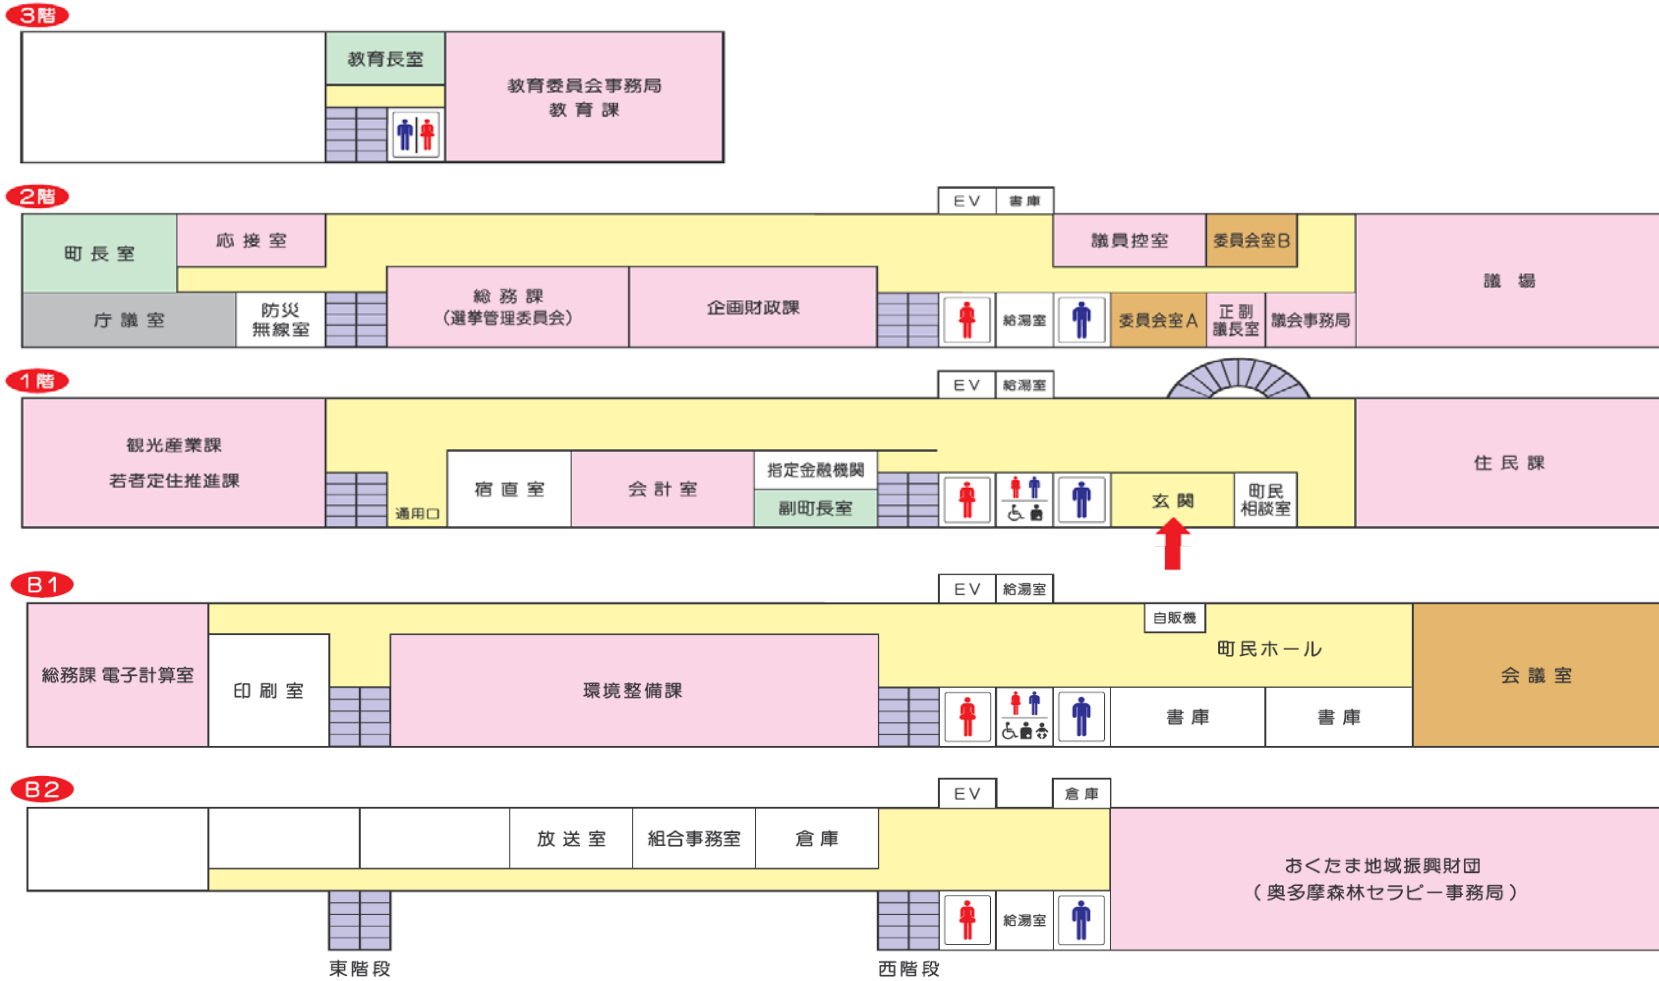 3階
教育長室
教育委員会事務局
教育課
2階
EV
書庫
町長室
応接室
議員控室
委員会室B
議場
庁議室
防災
無線室
総務課
(選挙管理委員会)
企画財政課
給湯室
委員会室A
正副
議長室
議会事務局
1階
EV
給湯室
観光産業課
若者定住推進課
通用口
宿直室
会計室
指定金融機関
副町長室
玄関
町民
相談室
住民課
B1
EV
給湯室
自販機
町民ホール
総務課 電子計算室
印刷室
環境整備課
書庫
書庫
会議室
B2
EV
倉庫
放送室
組合事務室
倉庫
おくたま地域振興財団
(奥多摩森林セラピー事務局)
給湯室
東階段
西階段